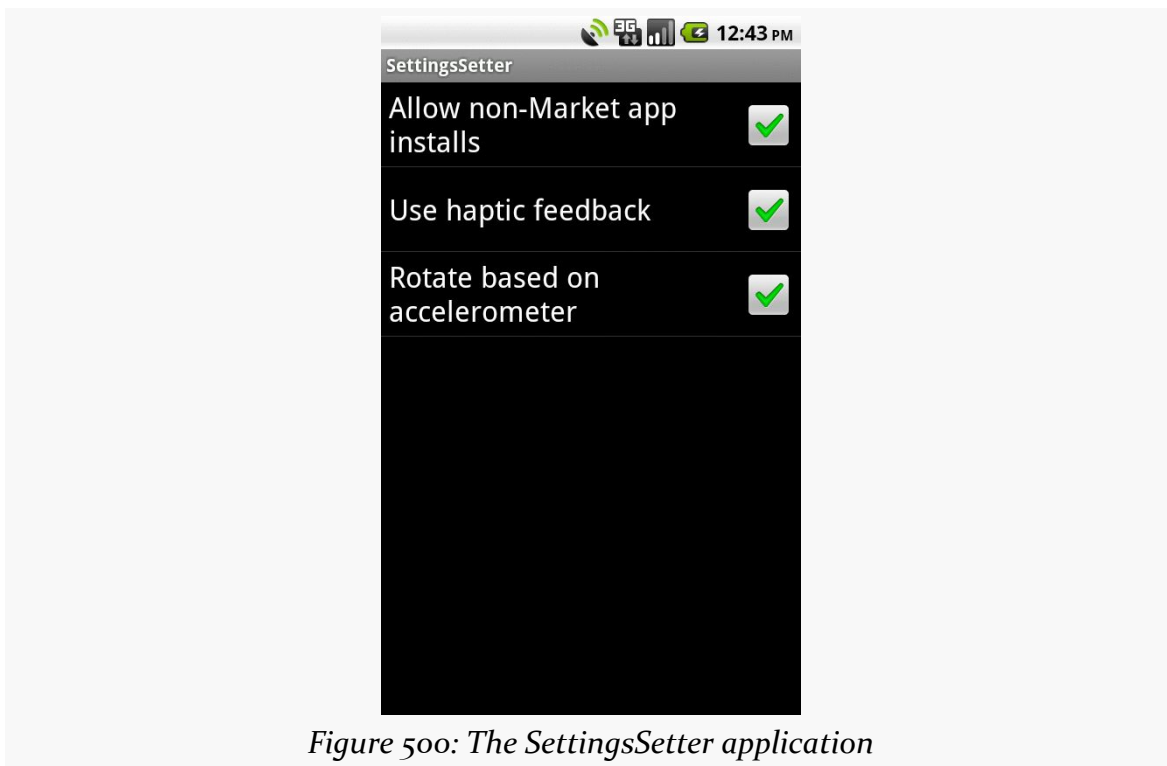 3G
12:43 PM
SettingsSetter
Allow non-Market app
installs
Use haptic feedback
Rotate based on
accelerometer
Figure 500: The SettingsSetter application